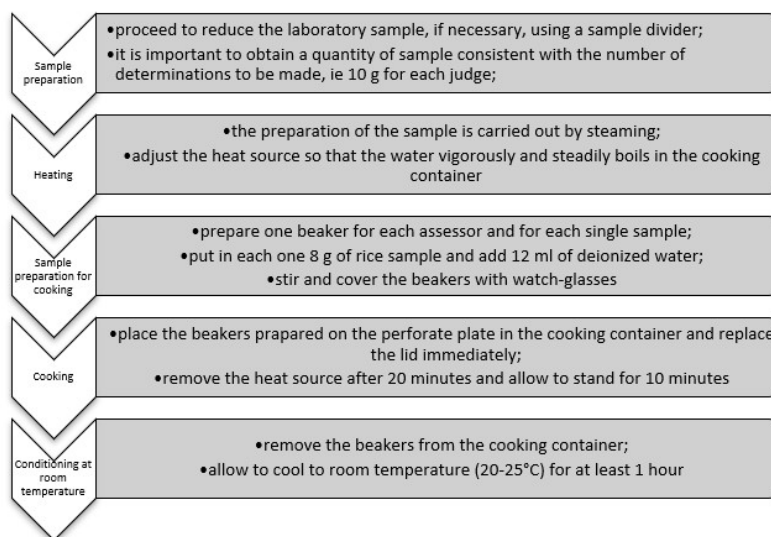 Sample
preparation
•proceed to reduce the laboratory sample, if necessary, using a sample divider;
•it is important to obtain a quantity of sample consistent with the number of
determinations to be made, ie 10 g for each judge;
Heating
•the preparation of the sample is carried out by steaming;
•adjust the heat source so that the water vigorously and steadily boils in the cooking
container
Sample
preparation for
cooking
•prepare one beaker for each assessor and for each single sample;
•put in each one 8 g of rice sample and add 12 ml of deionized water;
•stir and cover the beakers with watch-glasses
Cooking
•place the beakers prapared on the perforate plate in the cooking container and replace
the lid immediately;
•remove the heat source after 20 minutes and allow to stand for 10 minutes
Conditioning at
room
temperature
•remove the beakers from the cooking container;
•allow to cool to room temperature (20-25°C) for at least 1 hour